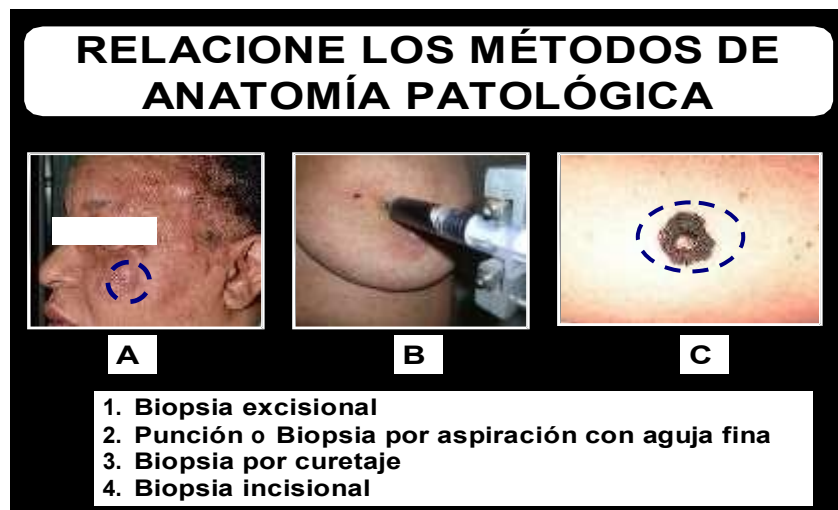 RELACIONE LOS MÉTODOS DE
ANATOMÍA PATOLÓGICA
A
B
C
1. Biopsia excisional
2. Punción o Biopsia por aspiración con aguja fina
3. Biopsia por curetaje
4. Biopsia incisional